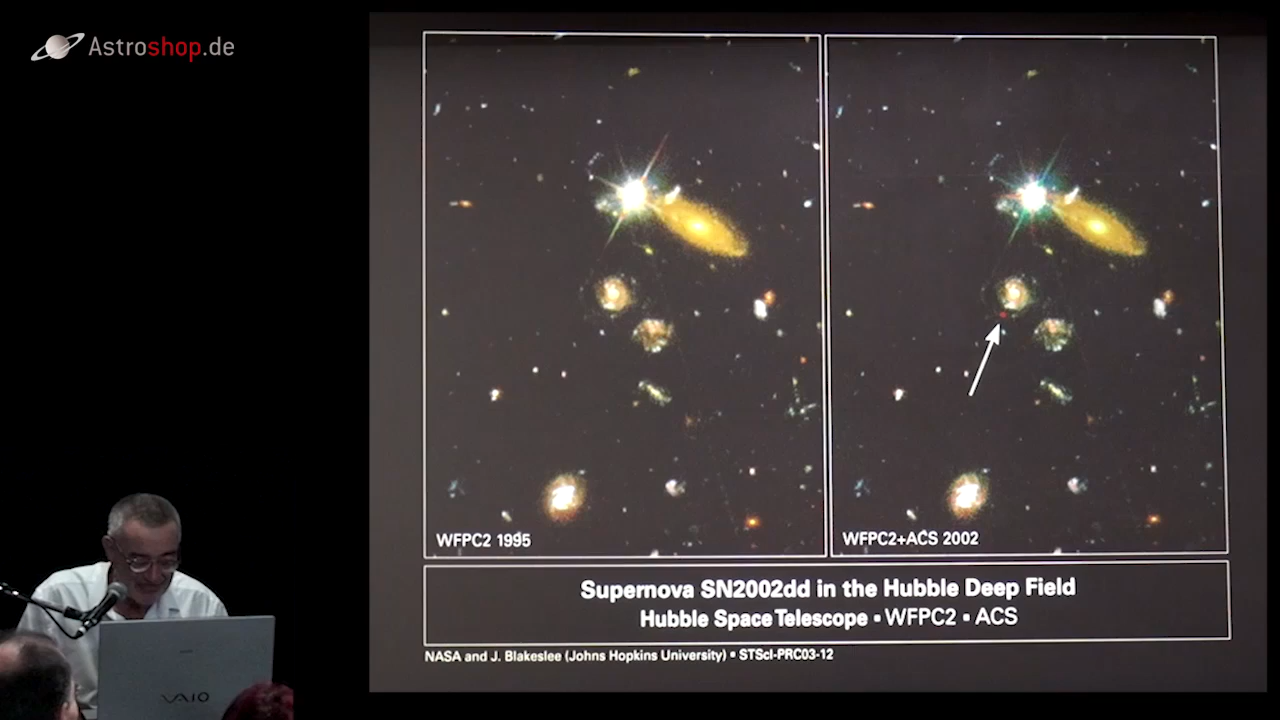 Astroshop.de
WFPC2 1995
WFPC2+ACS 2002
Supernova SN2002dd in the Hubble Deep Field
Hubble Space Telescope ▪ WFPC2 ▪ ACS
NASA and J. Blakeslee (Johns Hopkins University) ▪ STScI-PRC03-12
VAIO